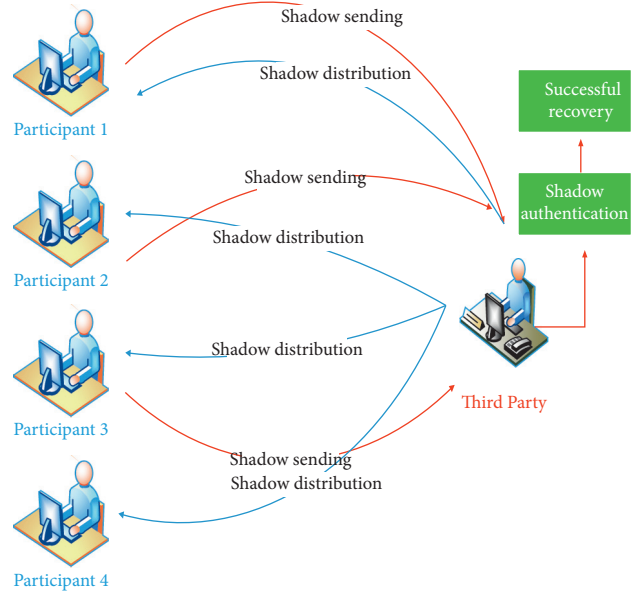 Shadow sending
Shadow distribution
Participant 1
Successful
recovery
Shadow sending
Shadow
authentication
Shadow distribution
Participant 2
Shadow distribution
Third Party
Participant 3
Shadow sending
Shadow distribution
Participant 4